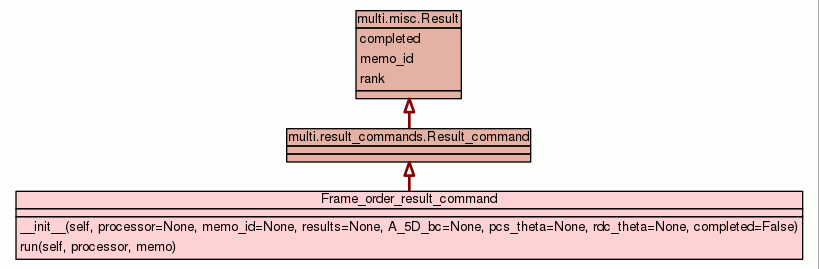 multi.misc.Result
completed
memo_id
rank
multi.result_commands.Result_command
Frame_order_result_command
__init__(self, processor=None, memo_id=None, results=None, A_5D_bc=None, pcs_theta=None, rdc_theta=None, completed=False)
run(self, processor, memo)